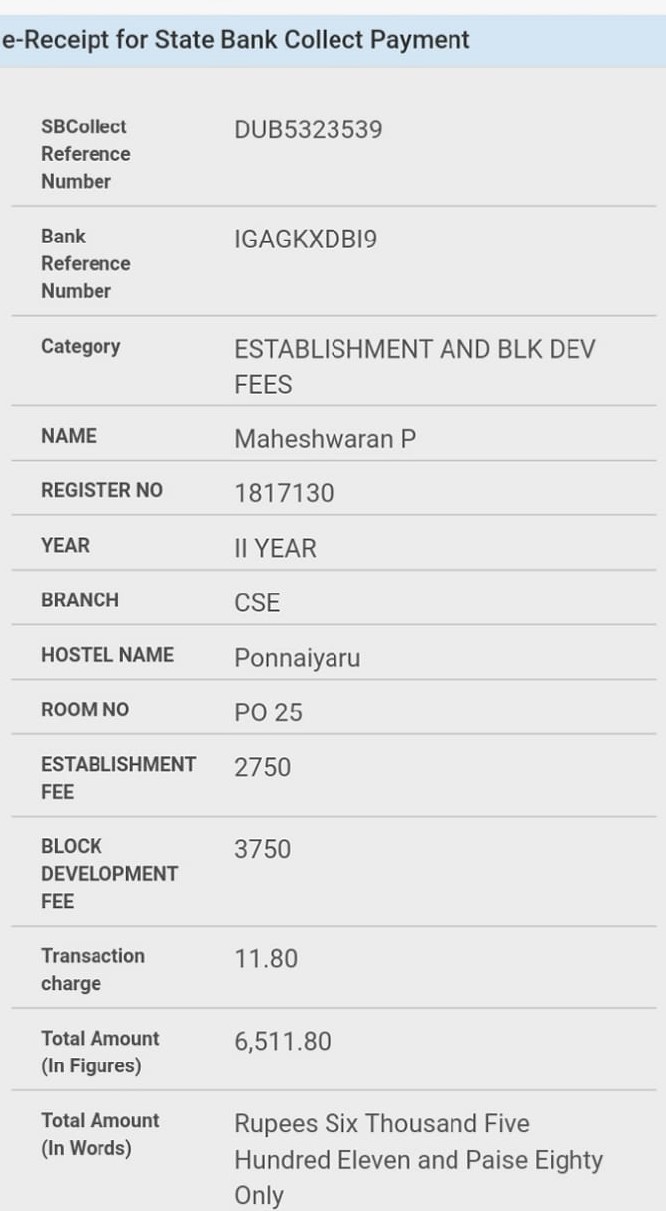 e-Receipt for State Bank Collect Payment
SBCollect
Reference
Number
DUB5323539
Bank
Reference
Number
IGAGKXDBI9
Category
ESTABLISHMENT AND BLK DEV
FEES
NAME
Maheshwaran P
REGISTER NO
1817130
YEAR
II YEAR
BRANCH
CSE
HOSTEL NAME
Ponnaiyaru
ROOM NO
PO 25
ESTABLISHMENT
FEE
2750
BLOCK
DEVELOPMENT
FEE
3750
Transaction
charge
11.80
Total Amount
(In Figures)
6,511.80
Total Amount
(In Words)
Rupees Six Thousand Five
Hundred Eleven and Paise Eighty
Only